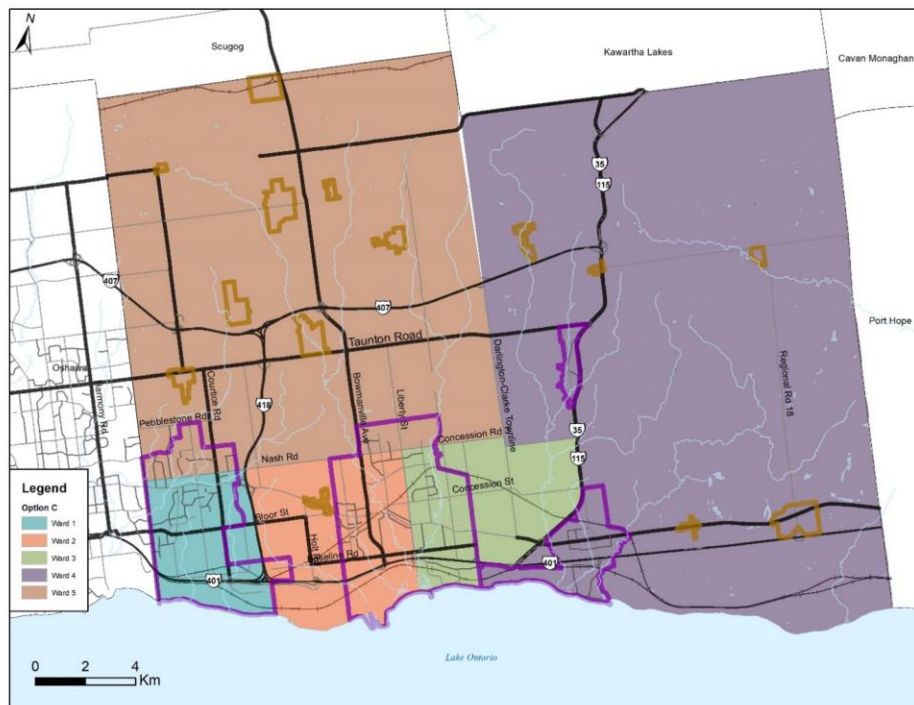 N
Scugog
Kawartha Lakes
Cavan Monaghan
35
115
407
407
Port Hope
Taunton Road
Oshawa
Harmony Rd
Courtice Rd
418
Bowmanville Ave
Liberty St
Darlington-Clarke Townline
Regional Rd 18
Pebblestone Rd
Concession Rd
35
115
Nash Rd
Concession St
Bloor St
Holt
Baseline Rd
401
401
Legend
Option C
Ward 1
Ward 2
Ward 3
Ward 4
Ward 5
Lake Ontario
0 2 4
Km